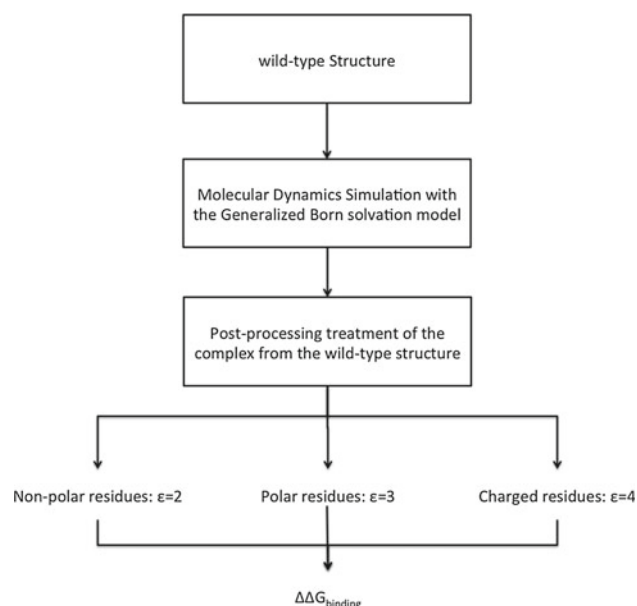 wild-type Structure
Molecular Dynamics Simulation with
the Generalized Born solvation model
Post-processing treatment of the
complex from the wild-type structure
Non-polar residues: ε=2
Polar residues: ε=3
Charged residues: ε=4
ΔΔGbinding